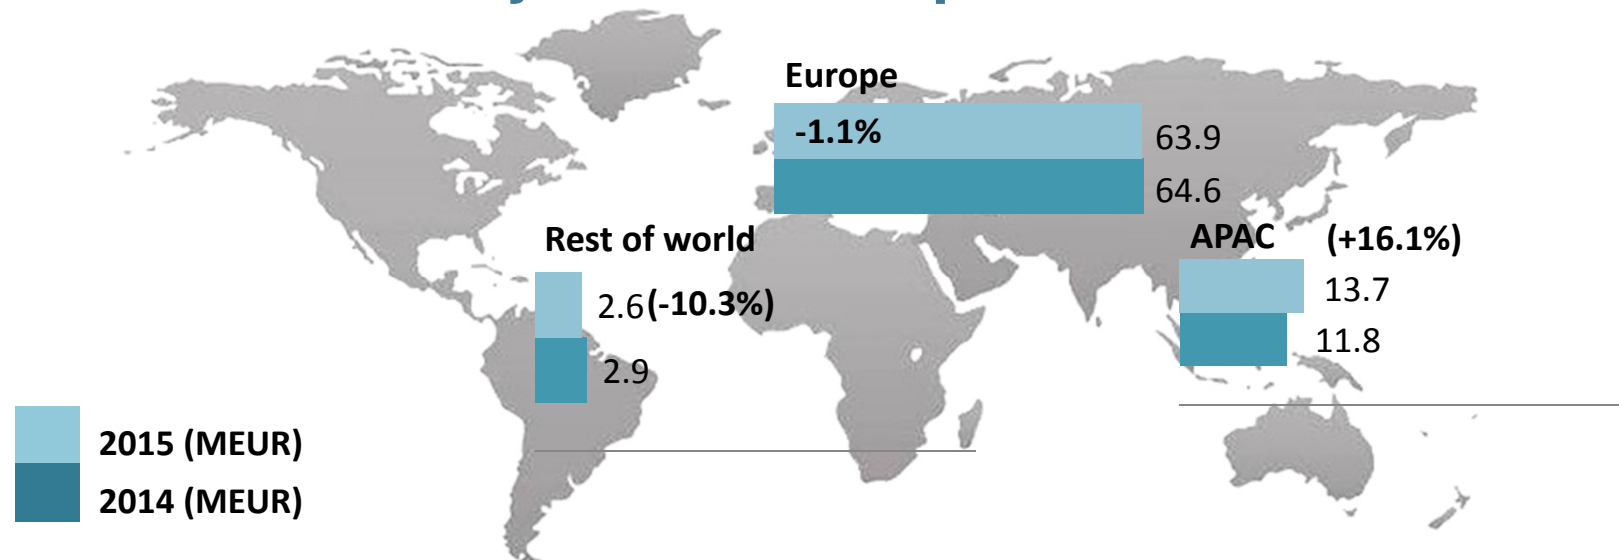 Europe
-1.1%
63.9
64.6
Rest of world
2.6(-10.3%)
2.9
APAC (+16.1%)
13.7
11.8
2015 (MEUR)
2014 (MEUR)